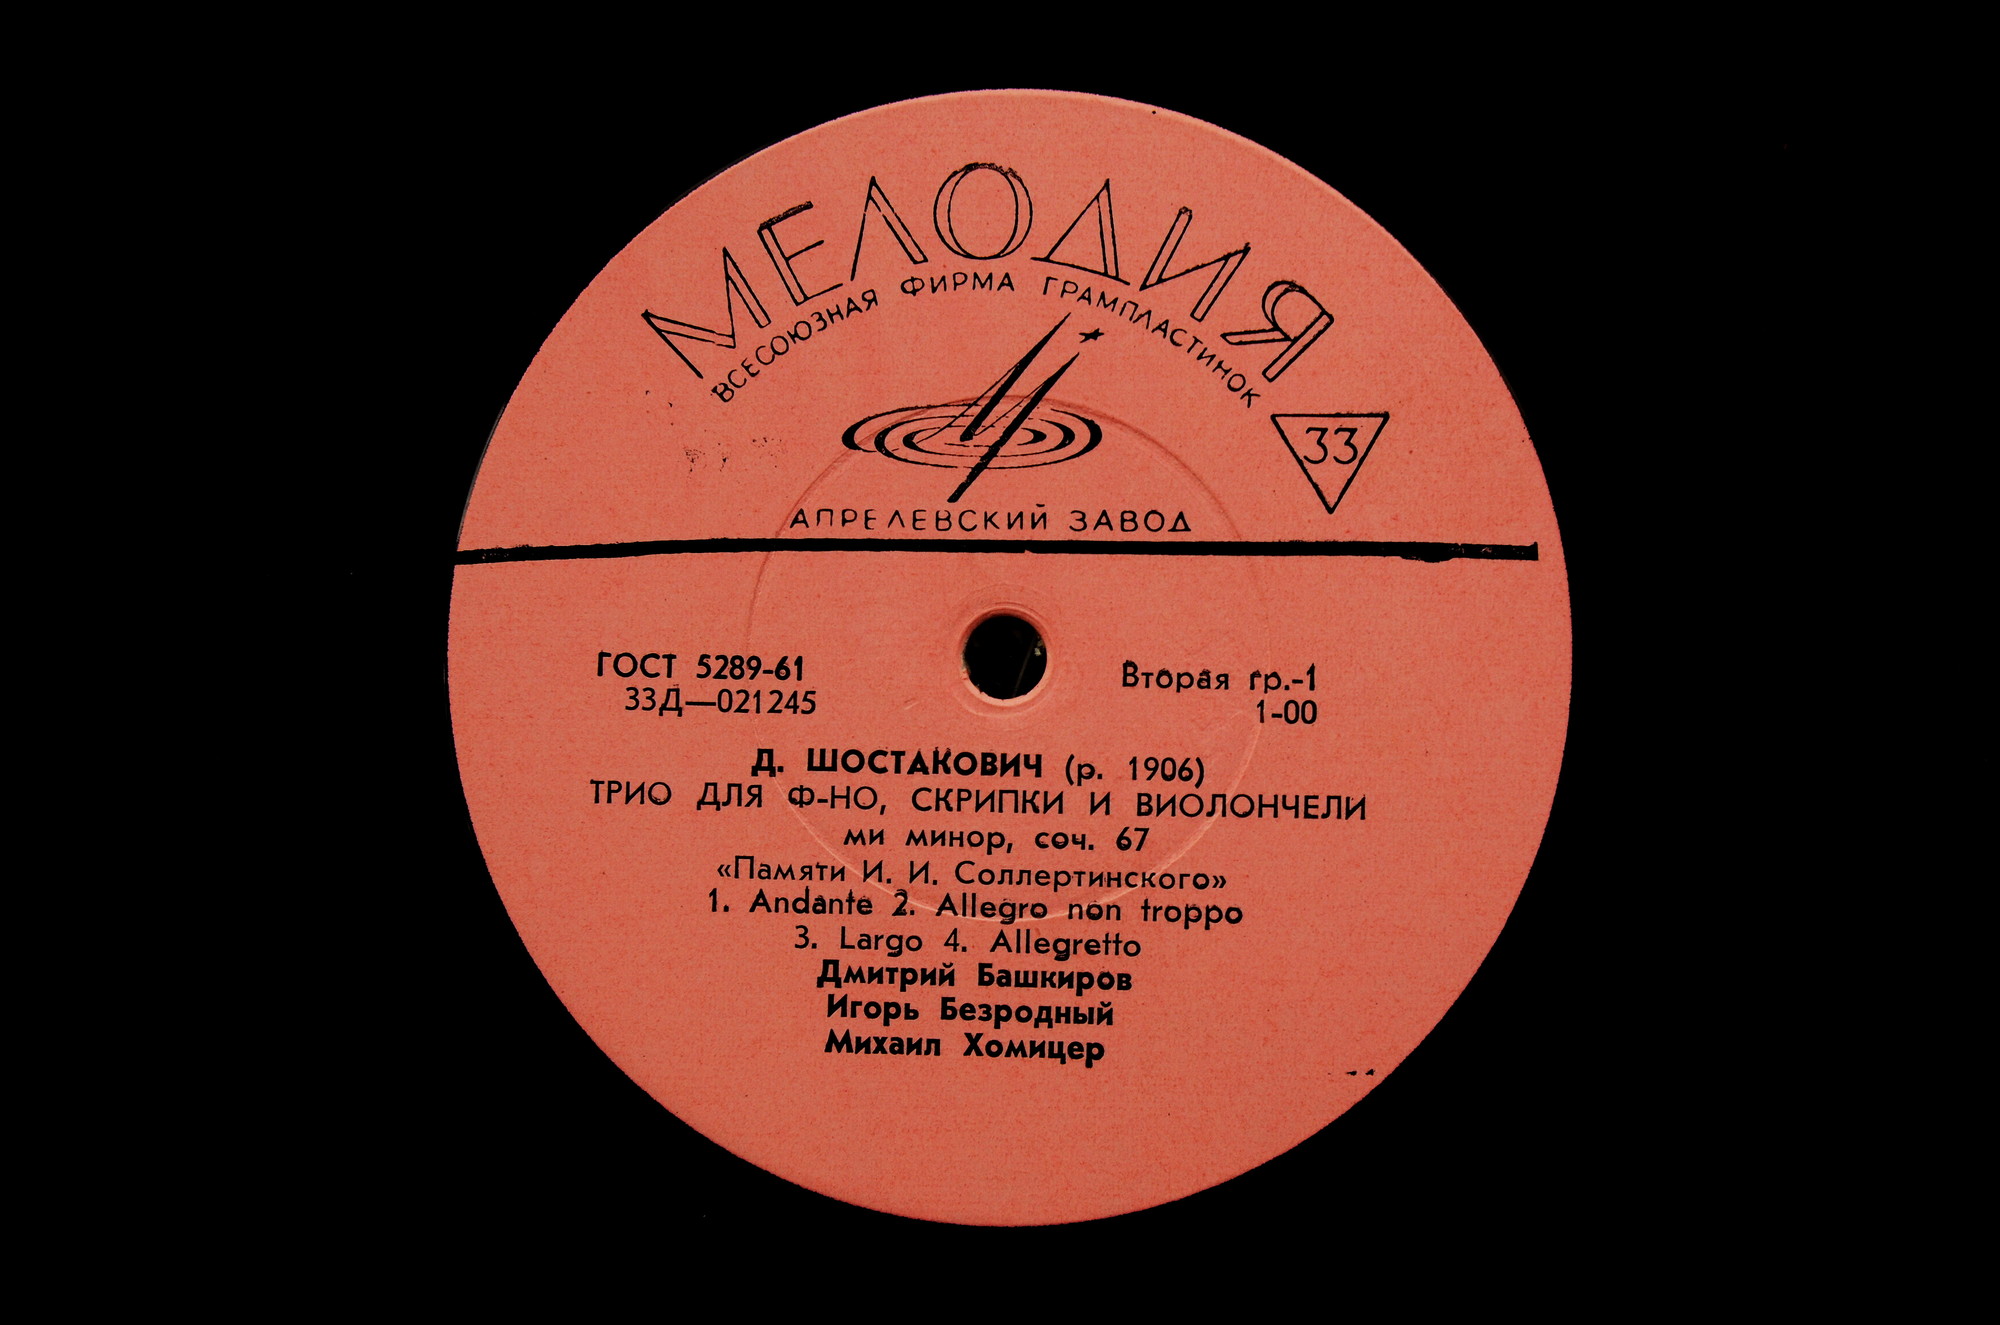 МЕЛОДИЯ
ВСЕСОЮЗНАЯ ФИРМА ГРАМПЛАСТИНОК
33
АПРЕЛЕВСКИЙ ЗАВОД
ГОСТ 5289-61
33Д—021245
Вторая гр.-1
1-00
Д. ШОСТАКОВИЧ (р. 1906)
ТРИО ДЛЯ Ф-НО, СКРИПКИ И ВИОЛОНЧЕЛИ
ми минор, соч. 67
«Памяти И. И. Соллертинского»
1. Andante 2. Allegro non troppo
3. Largo 4. Allegretto
Дмитрий Башкиров
Игорь Безродный
Михаил Хомицер